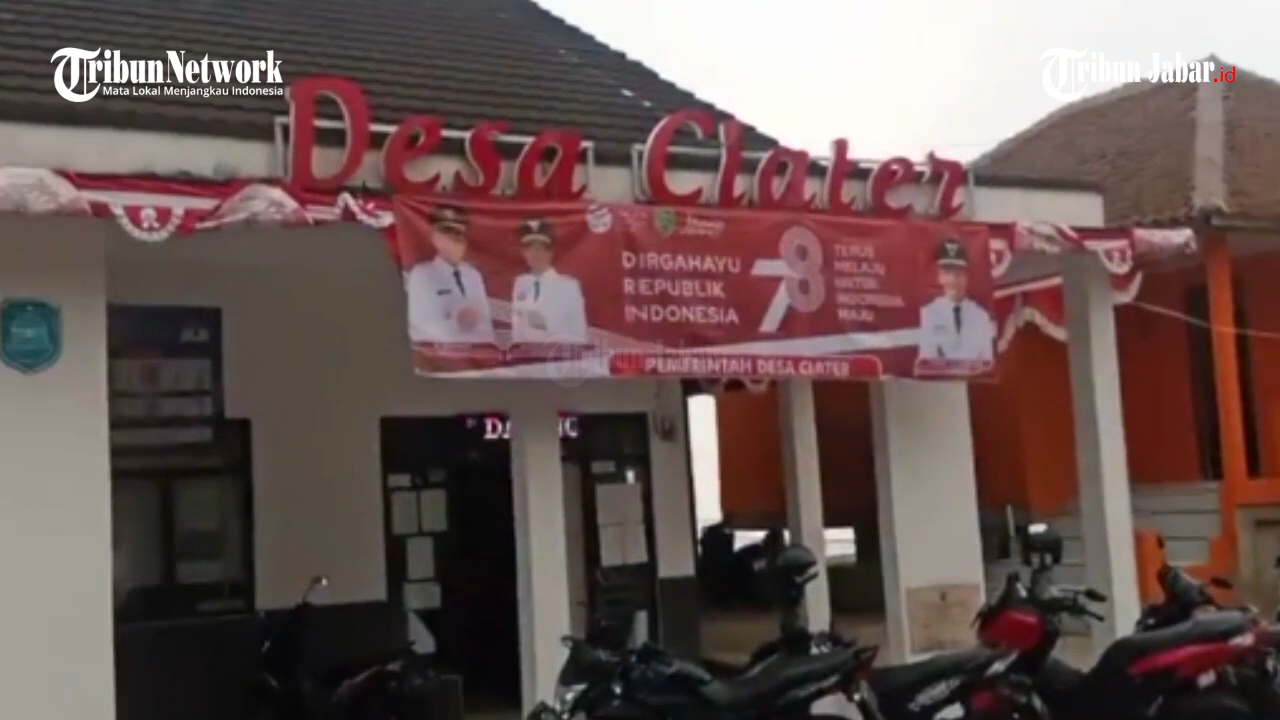 TribunNetwork
Mata Lokal Menjangkau Indonesia
Tribun Jabar.id
Desa Ciater
DIRGAHAYU
REPUBLIK
INDONESIA
78
TERUS
MELAJU
UNTUK
INDONESIA
MAJU
PEMERINTAH DESA CIATER